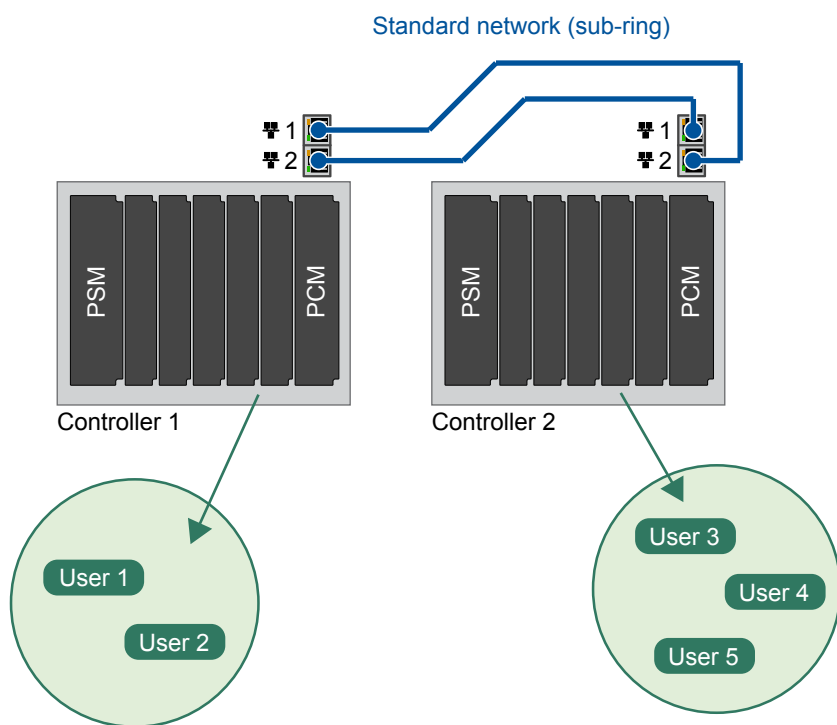 Standard network (sub-ring)
1
2
1
2
PSM
PCM
PSM
PCM
Controller 1
Controller 2
User 1
User 2
User 3
User 4
User 5